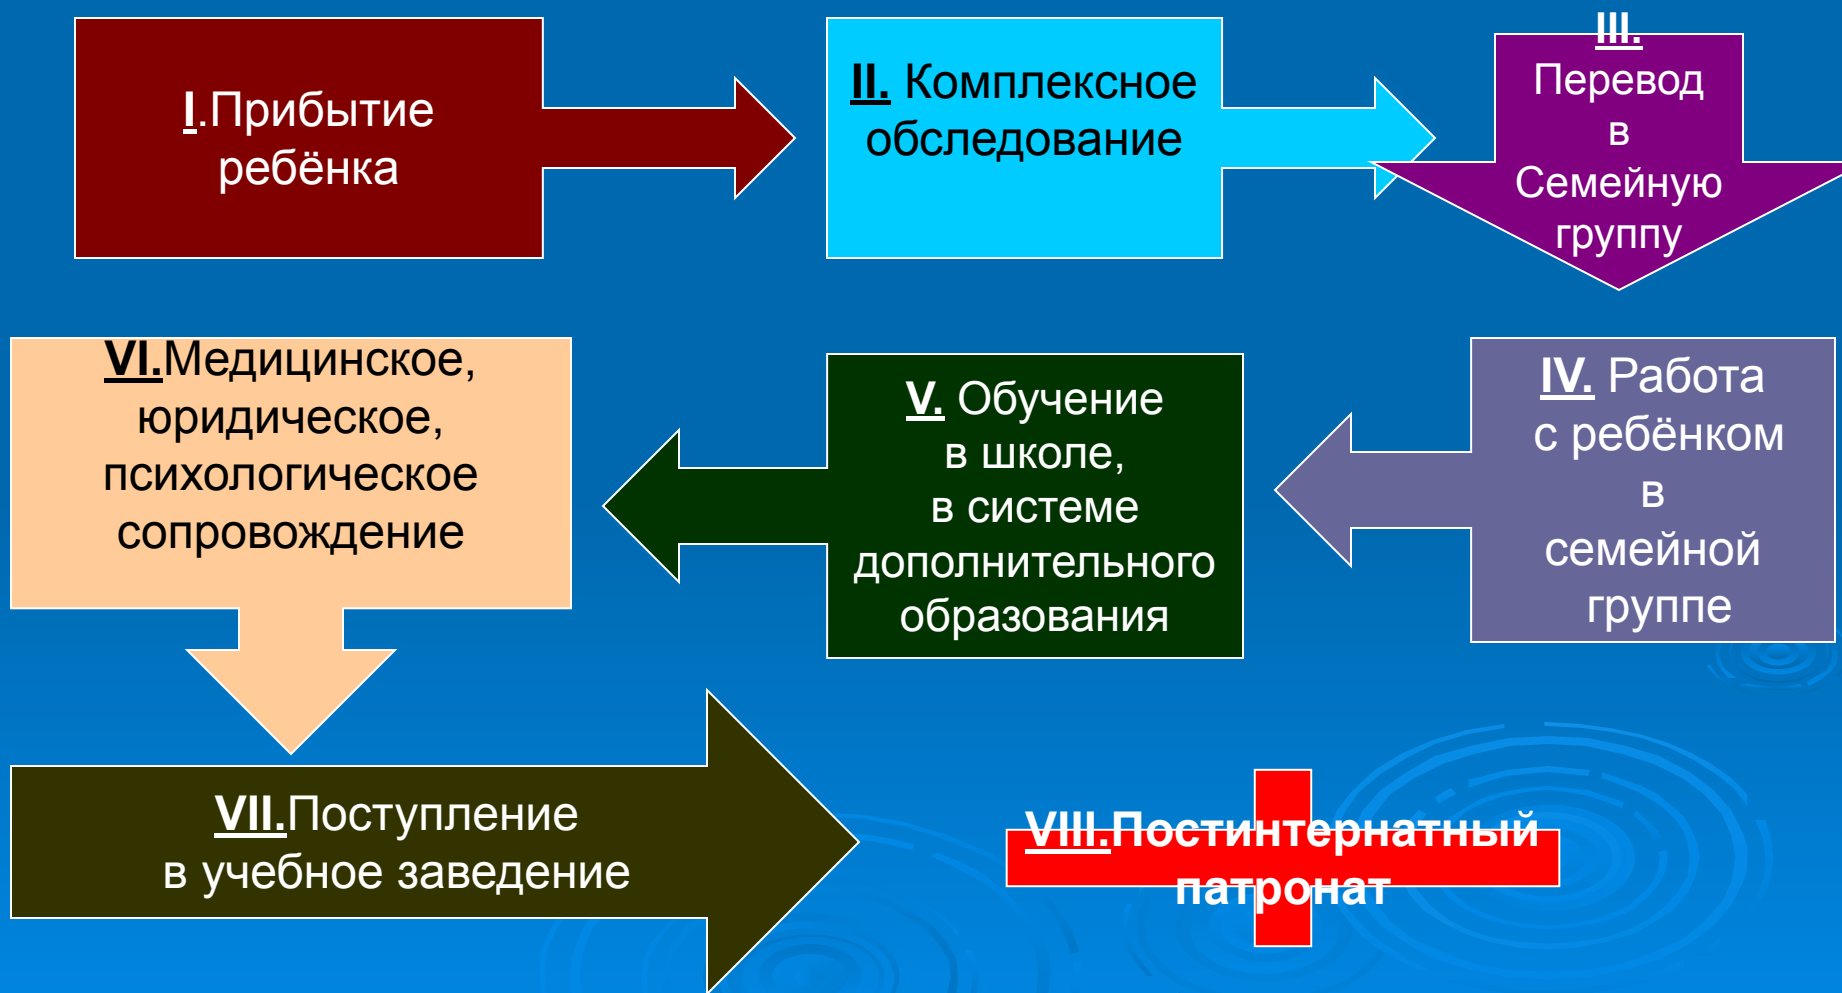 I.Прибытие
ребёнка
II. Комплексное
обследование
III.
Перевод
в
Семейную
группу
IV. Работа
с ребёнком
в
семейной
группе
V. Обучение
в школе,
в системе
дополнительного
образования
VI.Медицинское,
юридическое,
психологическое
сопровождение
VII.Поступление
в учебное заведение
VIII.Постинтернатный
патронат